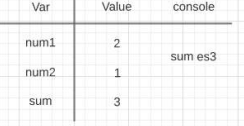 Var Value console
num1 2
sum es3
num2 1
sum 3